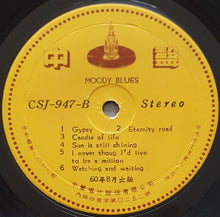 中聲
MOODY BLUES
CSJ-947-B Stereo
1 Gypsy 2 Eternity road
3 Candle of life
4 Sun is still shining
5 I never thoug I'd live
to be a million
6 Watching and waiting
60年8月出版